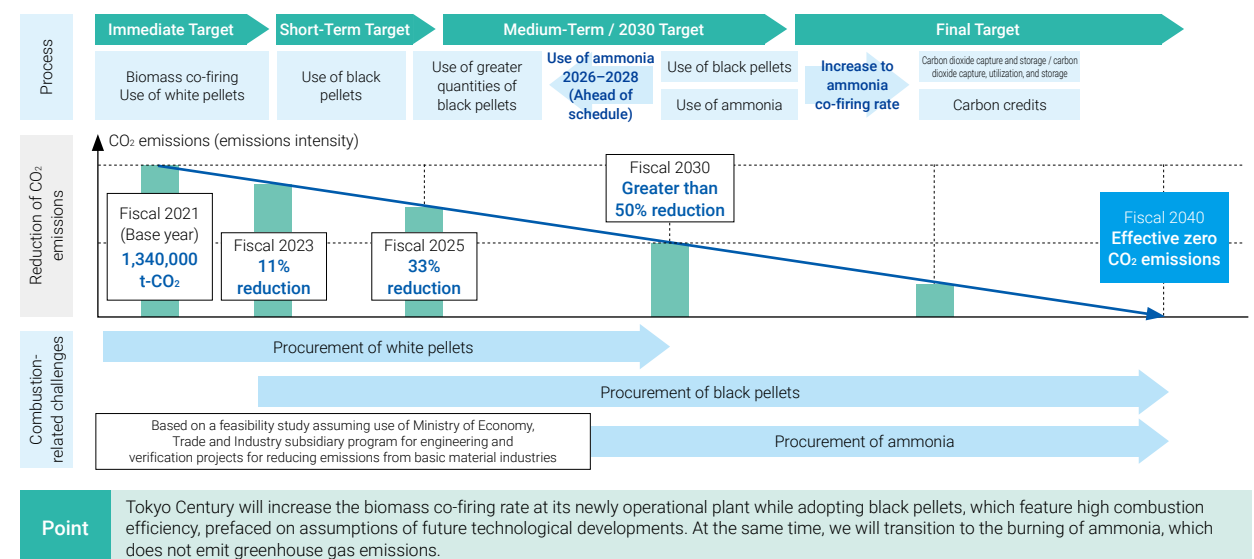 Immediate Target
Short-Term Target
Medium-Term / 2030 Target
Final Target
Process
Biomass co-firing
Use of white pellets
Use of black
pellets
Use of greater
quantities of
black pellets
Use of ammonia
2026–2028
(Ahead of
schedule)
Use of black pellets
Use of ammonia
Increase to
ammonia
co-firing rate
Carbon dioxide capture and storage / carbon
dioxide capture, utilization, and storage
Carbon credits
Reduction of CO₂
emissions
CO₂ emissions (emissions intensity)
Fiscal 2021
(Base year)
1,340,000
t-CO₂
Fiscal 2023
11%
reduction
Fiscal 2025
33%
reduction
Fiscal 2030
Greater than
50% reduction
Fiscal 2040
Effective zero
CO₂ emissions
Combustion-
related challenges
Procurement of white pellets
Procurement of black pellets
Based on a feasibility study assuming use of Ministry of Economy,
Trade and Industry subsidiary program for engineering and
verification projects for reducing emissions from basic material industries
Procurement of ammonia
Point
Tokyo Century will increase the biomass co-firing rate at its newly operational plant while adopting black pellets, which feature high combustion
efficiency, prefaced on assumptions of future technological developments. At the same time, we will transition to the burning of ammonia, which
does not emit greenhouse gas emissions.